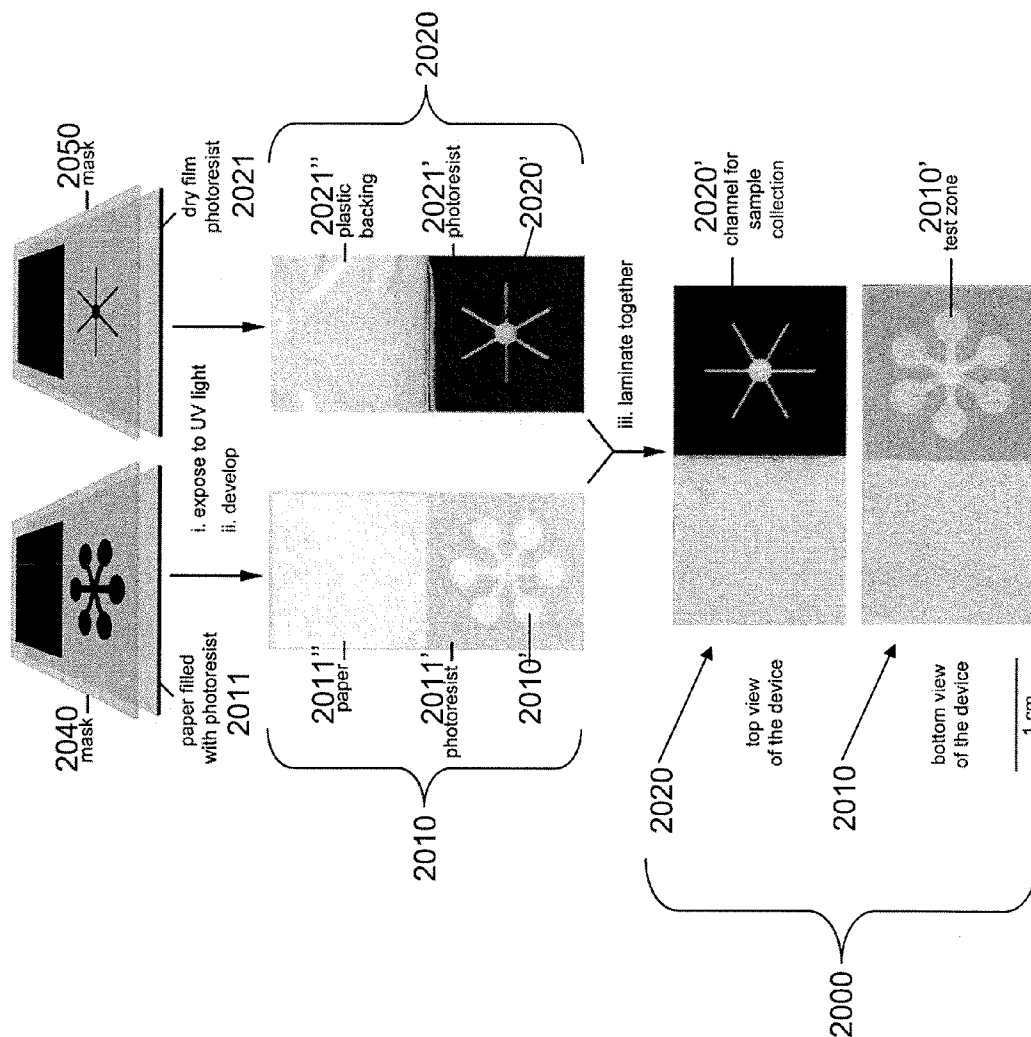 2040
mask
paper filled
with photoresist
2011
2050
mask
dry film
photoresist
2021
i. expose to UV light
ii. develop
2010
2011"
paper
2011'
photoresist
2010'
2021"
plastic
backing
2021'
photoresist
2020'
2020
iii. laminate together
2000
2020
top view
of the device
2020'
channel for
sample
collection
2010
bottom view
of the device
2010'
test zone
1 cm